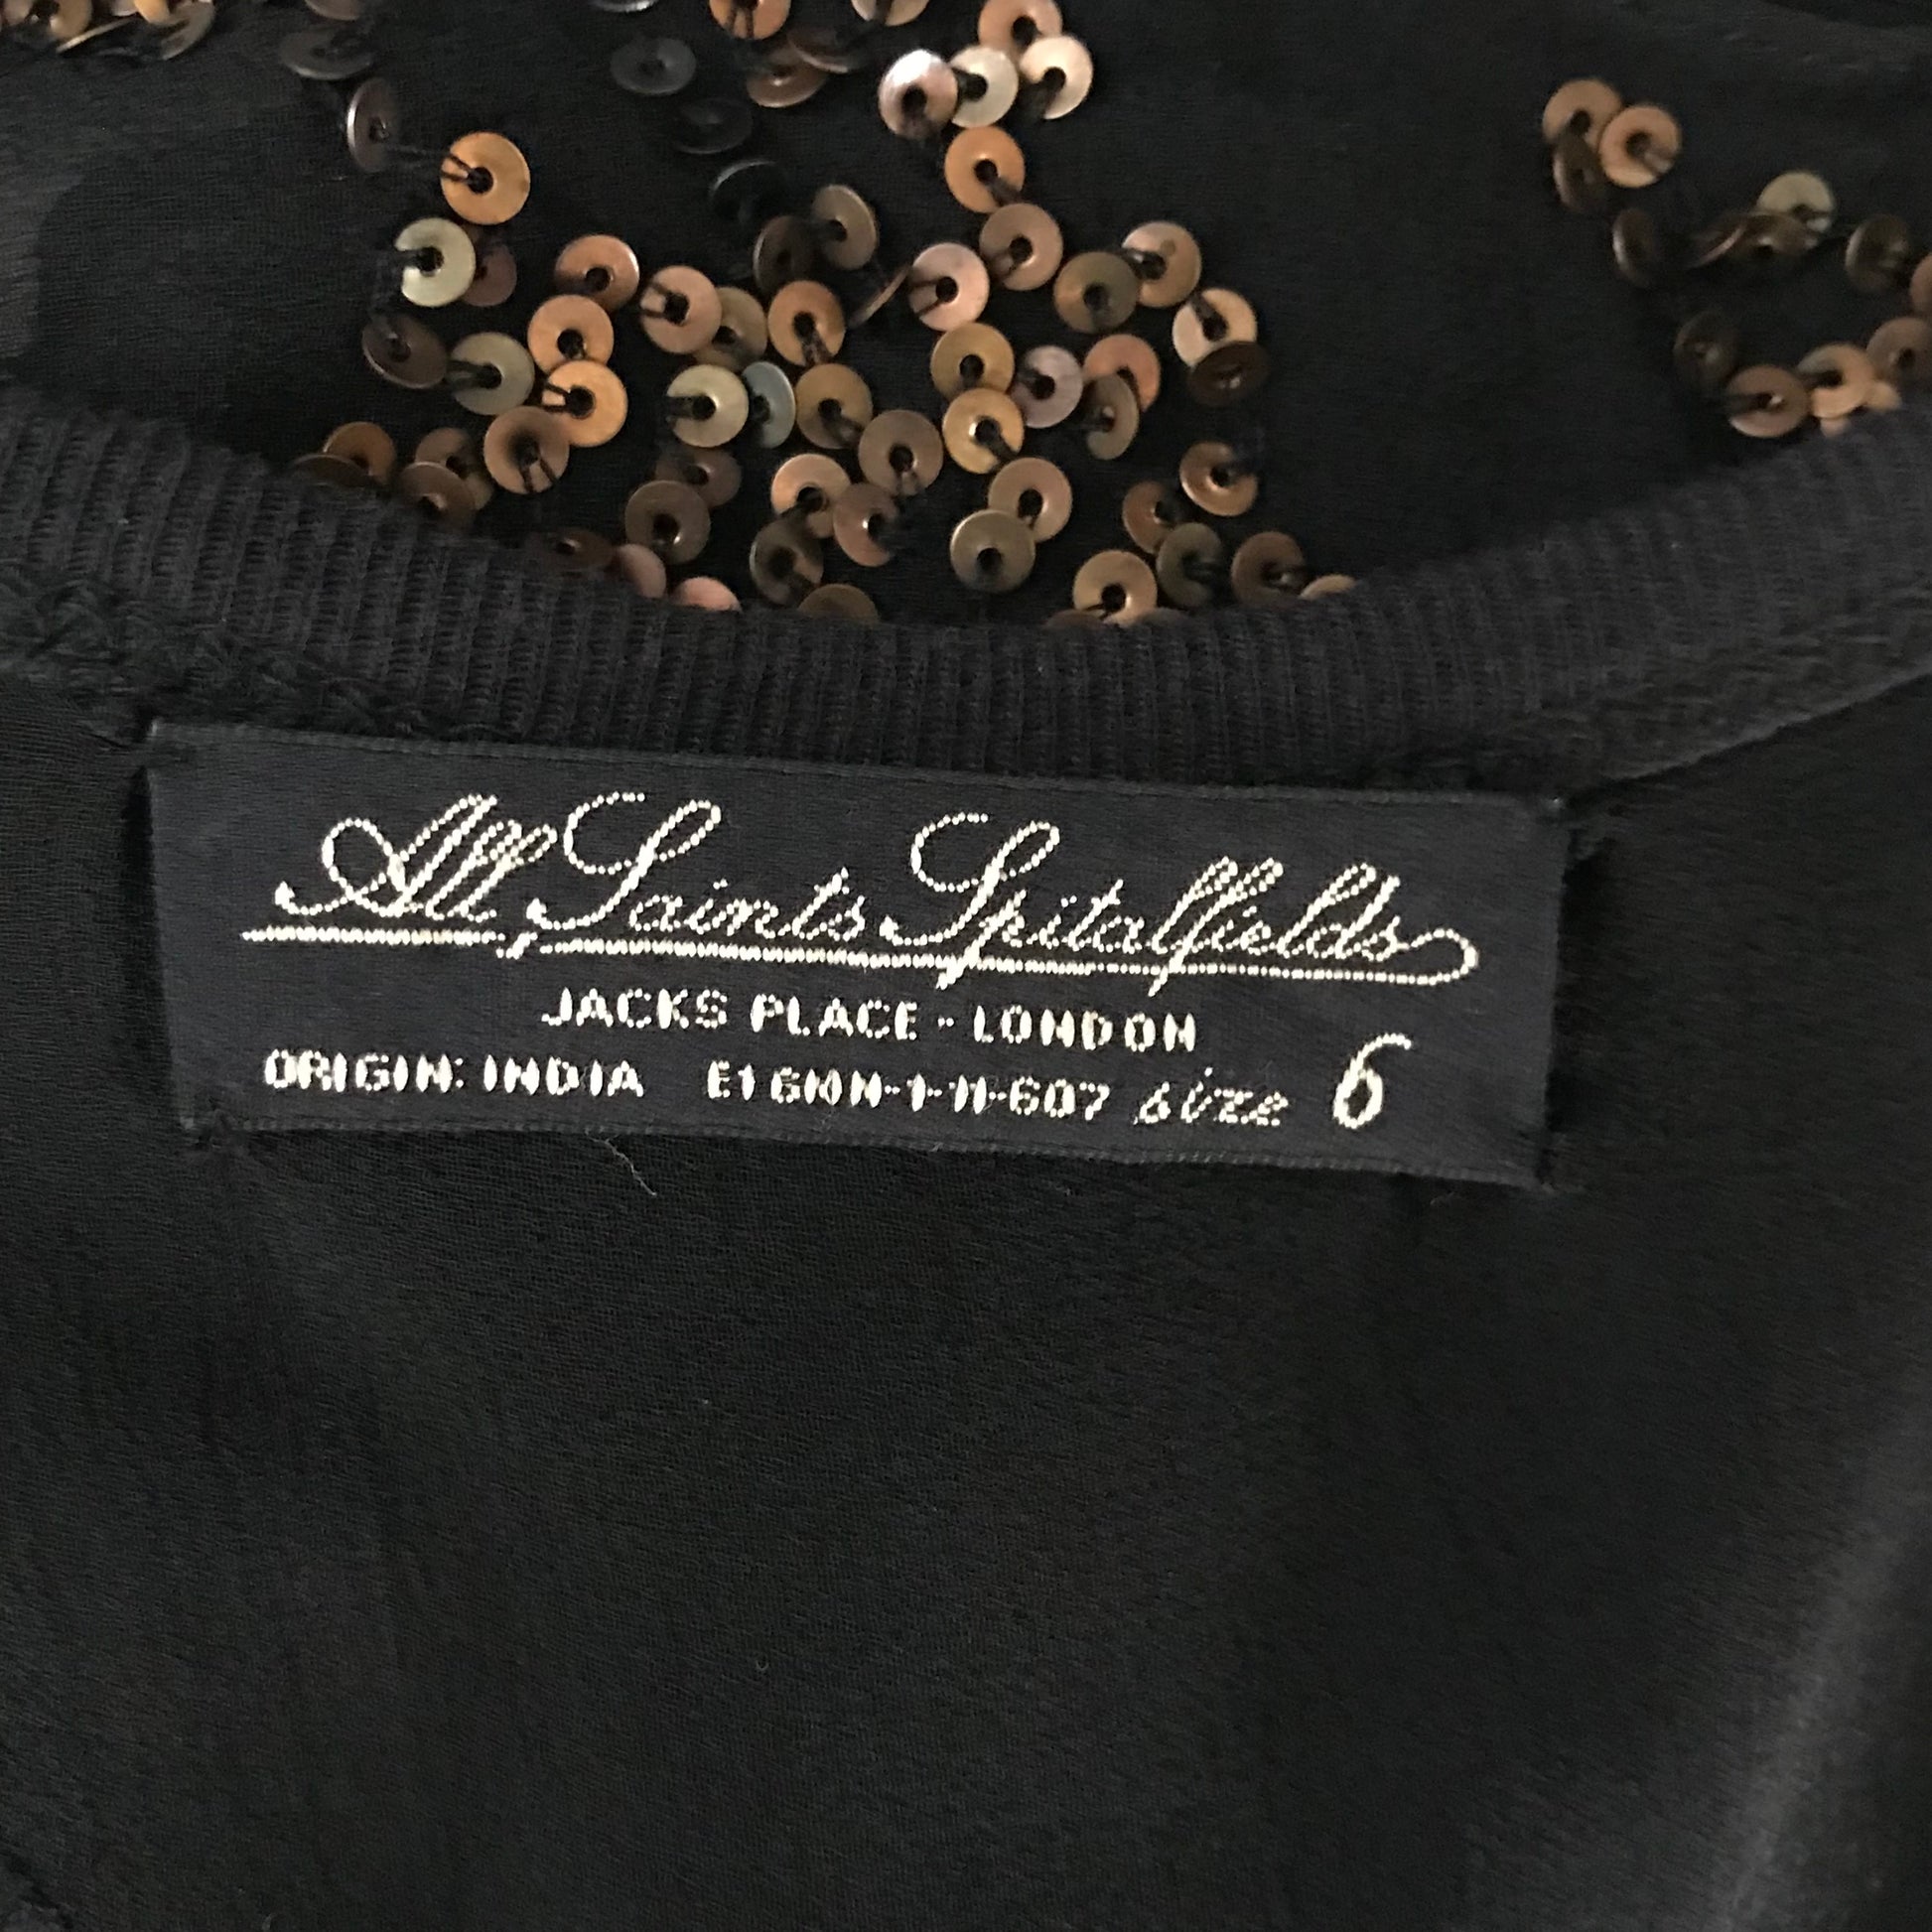 All Saints Spitalfields
JACKS PLACE - LONDON
ORIGIN: INDIA E1 6NN-1-11-607 size 6